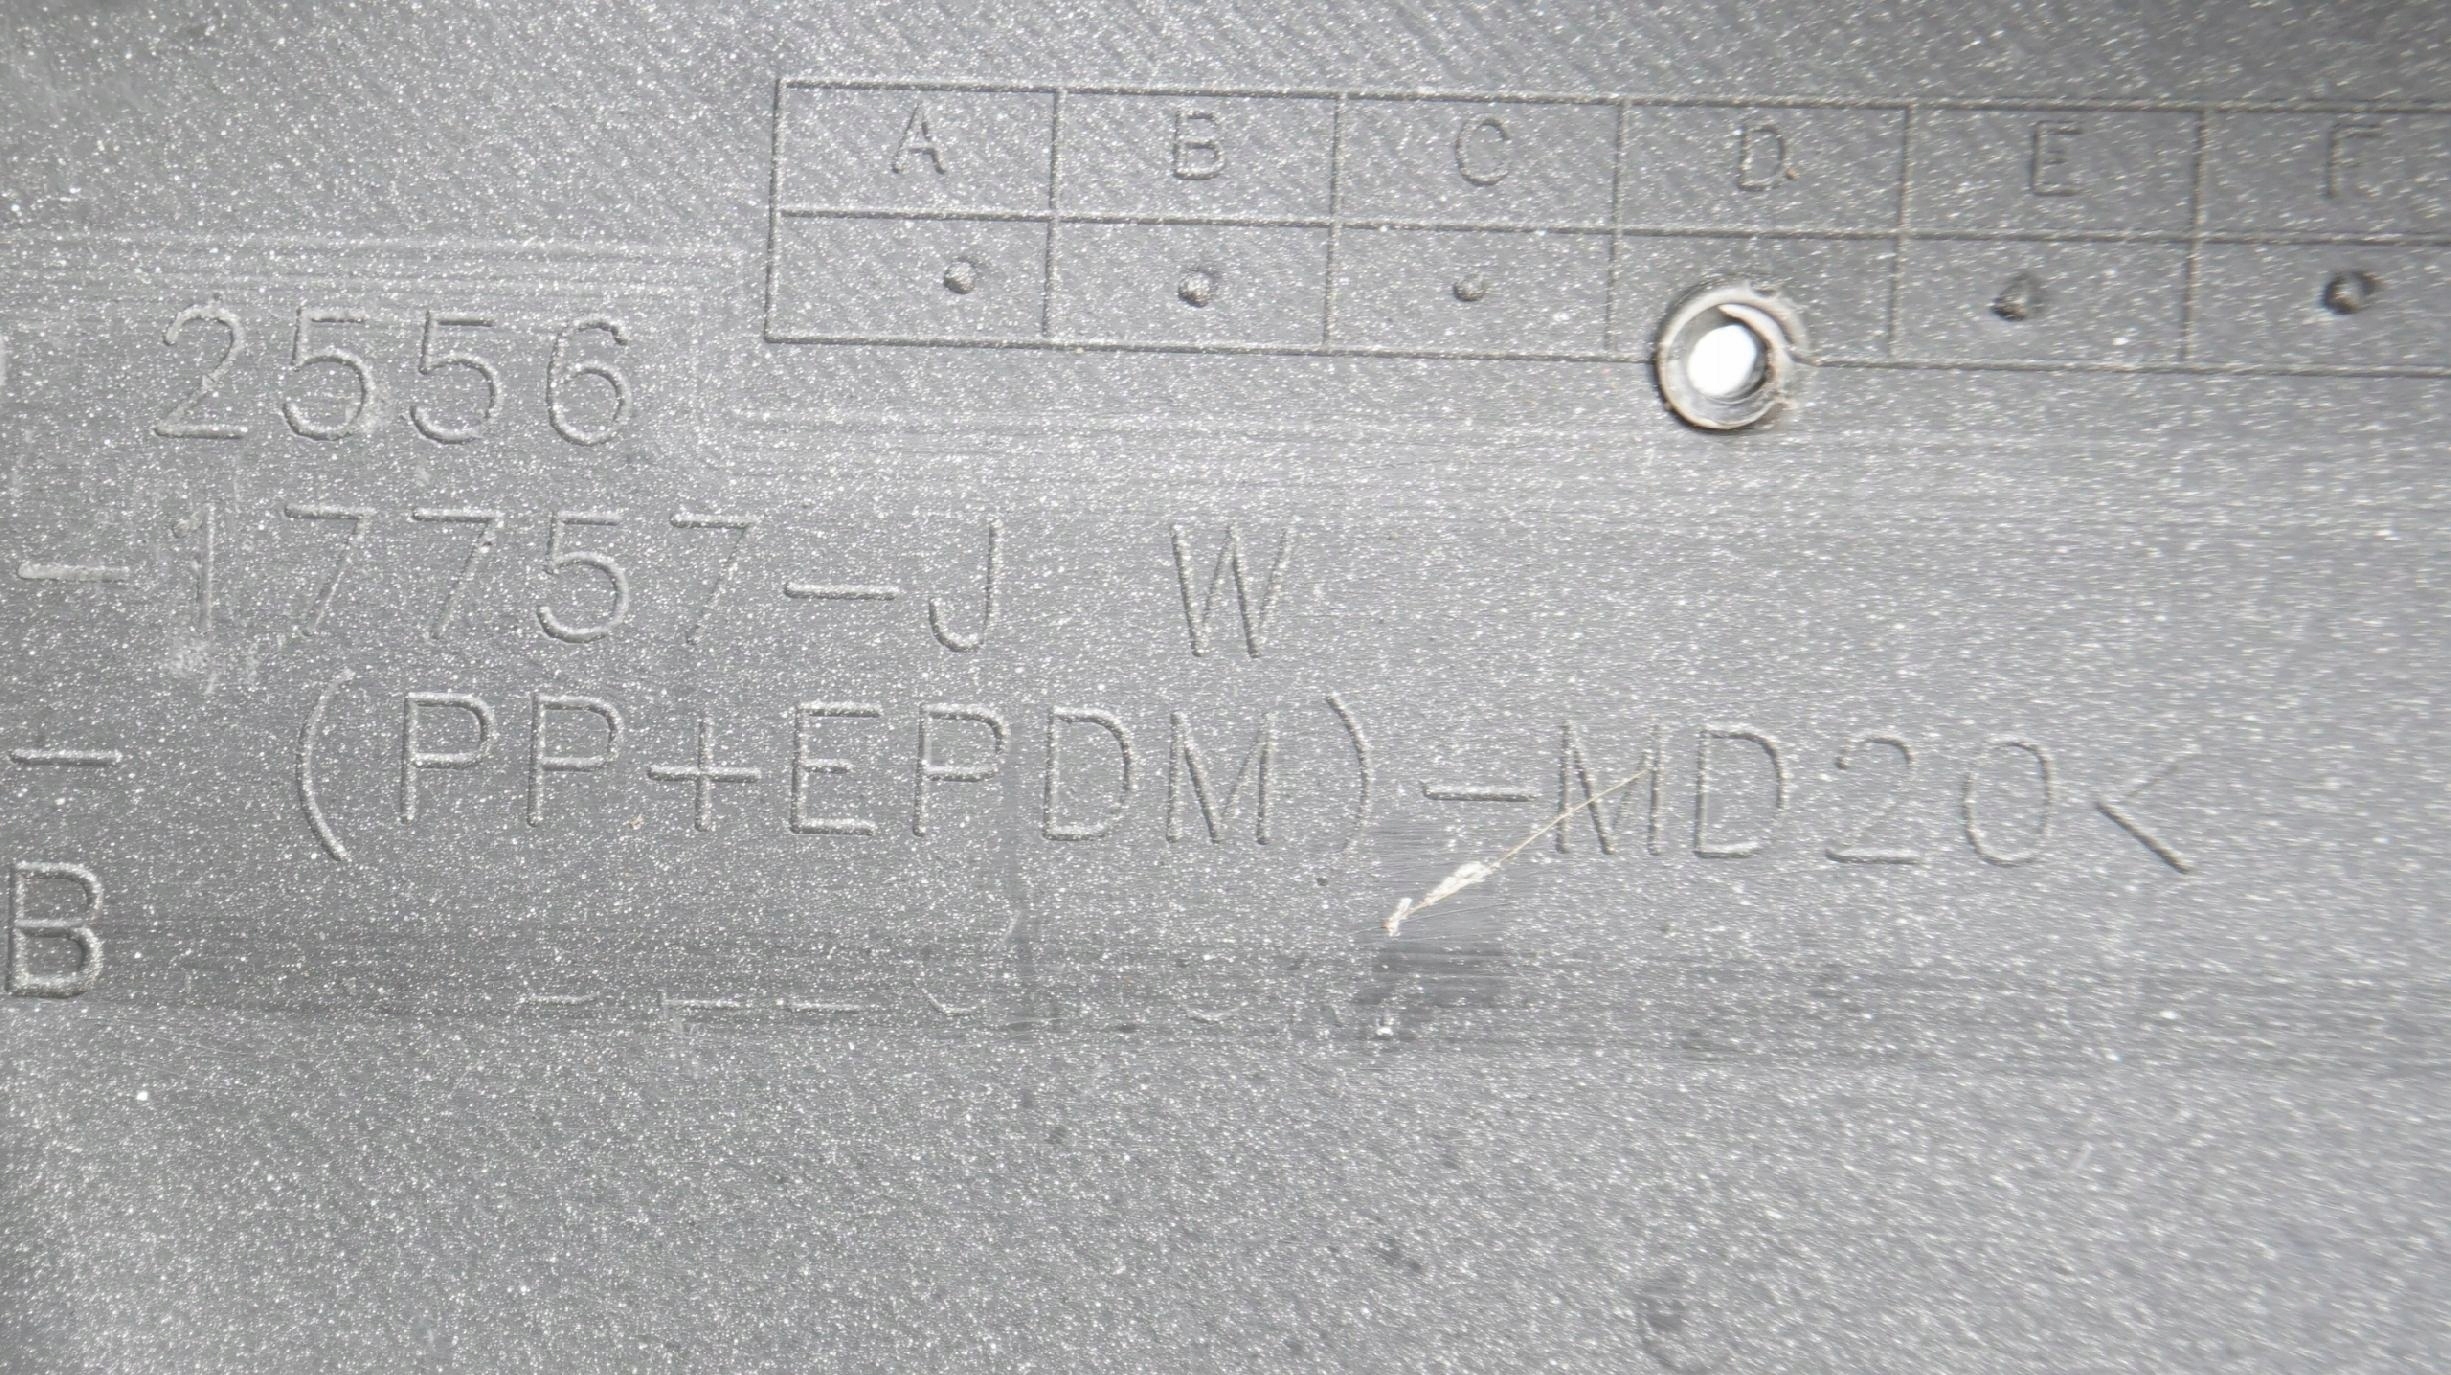 A B C D E F
2556
-17757-J W
- (PP+EPDM)-MD20<
B